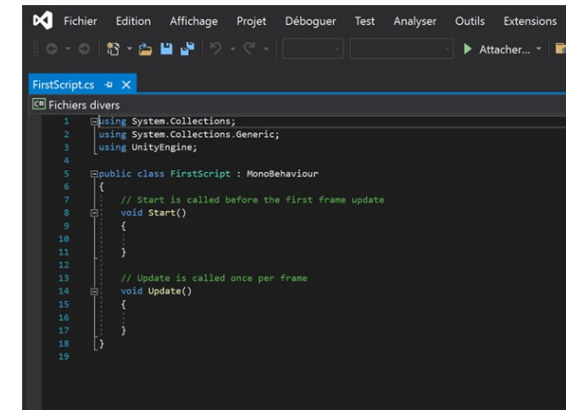 Fichier Edition Affichage Projet Déboguer Test Analyser Outils Extensions
Attacher...
FirstScript.cs
C# Fichiers divers
1 using System.Collections;
2 using System.Collections.Generic;
3 using UnityEngine;
4
5 public class FirstScript : MonoBehaviour
6 {
7 // Start is called before the first frame update
8 void Start()
9 {
10
11 }
12
13 // Update is called once per frame
14 void Update()
15 {
16
17 }
18 }
19